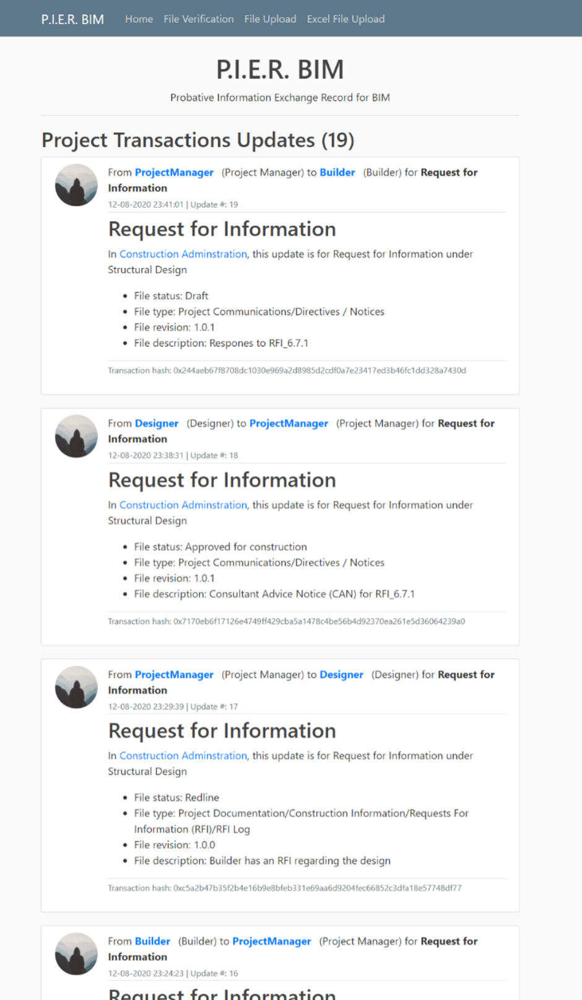 P.I.E.R. BIM Home File Verification File Upload Excel File Upload
P.I.E.R. BIM
Probative Information Exchange Record for BIM
Project Transactions Updates (19)
From ProjectManager (Project Manager) to Builder (Builder) for Request for
Information
12-08-2020 23:41:01 | Update #: 19
Request for Information
In Construction Adminstration, this update is for Request for Information under
Structural Design
• File status: Draft
• File type: Project Communications/Directives / Notices
• File revision: 1.0.1
• File description: Respones to RFI_6.7.1
Transaction hash: 0x244aeb67f8708dc1030e969a2d8985d2cdf0a7e23417ed3b46fc1dd328a7430d
From Designer (Designer) to ProjectManager (Project Manager) for Request for
Information
12-08-2020 23:38:31 | Update #: 18
Request for Information
In Construction Adminstration, this update is for Request for Information under
Structural Design
• File status: Approved for construction
• File type: Project Communications/Directives / Notices
• File revision: 1.0.1
• File description: Consultant Advice Notice (CAN) for RFI_6.7.1
Transaction hash: 0x7170eb6f17126e4749ff429cba5a1478c4be56b4d92370ea261e5d36064239a0
From ProjectManager (Project Manager) to Designer (Designer) for Request for
Information
12-08-2020 23:29:39 | Update #: 17
Request for Information
In Construction Adminstration, this update is for Request for Information under
Structural Design
• File status: Redline
• File type: Project Documentation/Construction Information/Requests For
Information (RFI)/RFI Log
• File revision: 1.0.0
• File description: Builder has an RFI regarding the design
Transaction hash: 0xc5a2b47b35f2b4e16b9e8bfeb331e69aa6d9204fec66852c3dfa18e57748df77
From Builder (Builder) to ProjectManager (Project Manager) for Request for
Information
12-08-2020 23:24:23 | Update #: 16
Request for Information